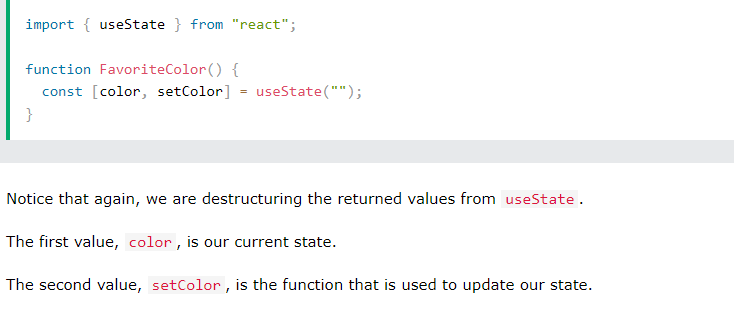 import { useState } from "react";
function FavoriteColor() {
const [color, setColor] = useState("");
}
Notice that again, we are destructuring the returned values from useState.
The first value, color, is our current state.
The second value, setColor, is the function that is used to update our state.